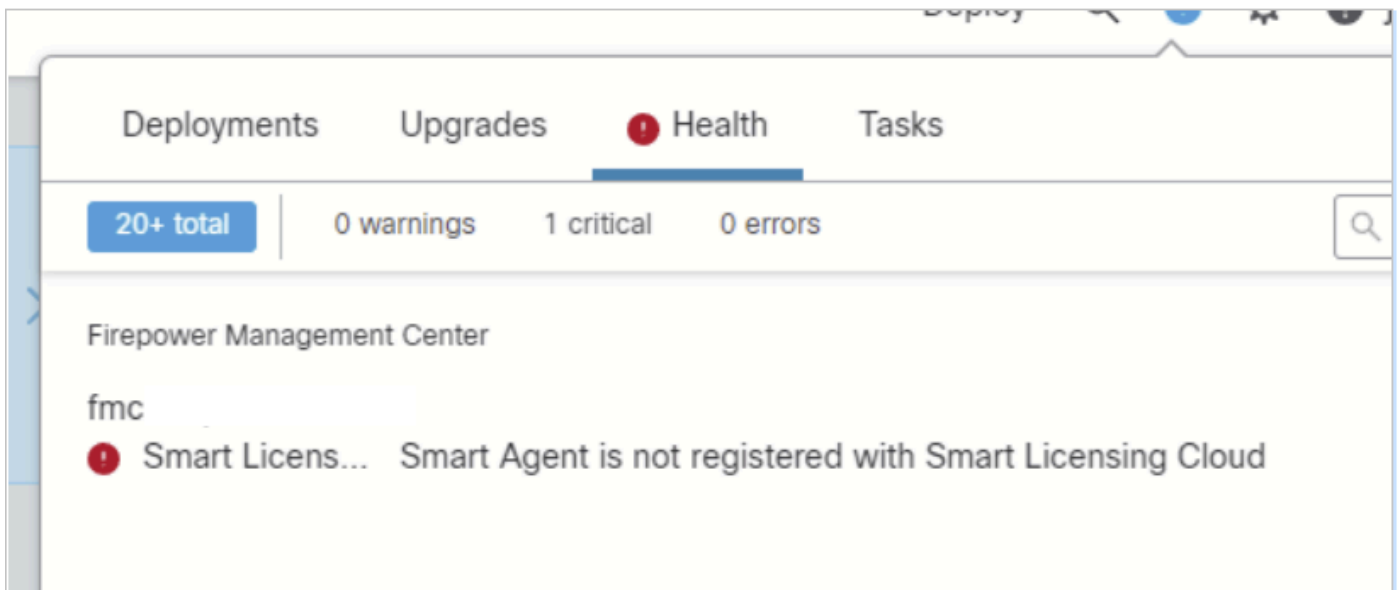 Deploy
Deployments Upgrades Health Tasks
20+ total 0 warnings 1 critical 0 errors
Firepower Management Center
fmc
Smart Licens... Smart Agent is not registered with Smart Licensing Cloud